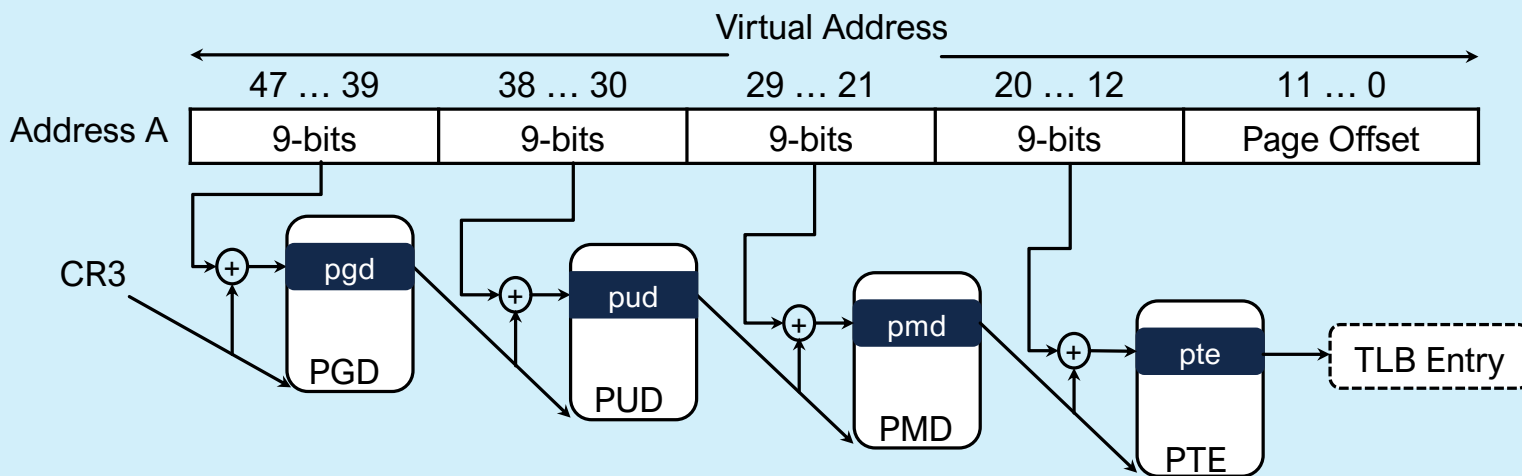 Virtual Address
47 ... 39
38 ... 30
29 ... 21
20 ... 12
11 ... 0
Address A
9-bits
9-bits
9-bits
9-bits
Page Offset
CR3
+
pgd
PGD
+
pud
PUD
+
pmd
PMD
+
pte
PTE
TLB Entry